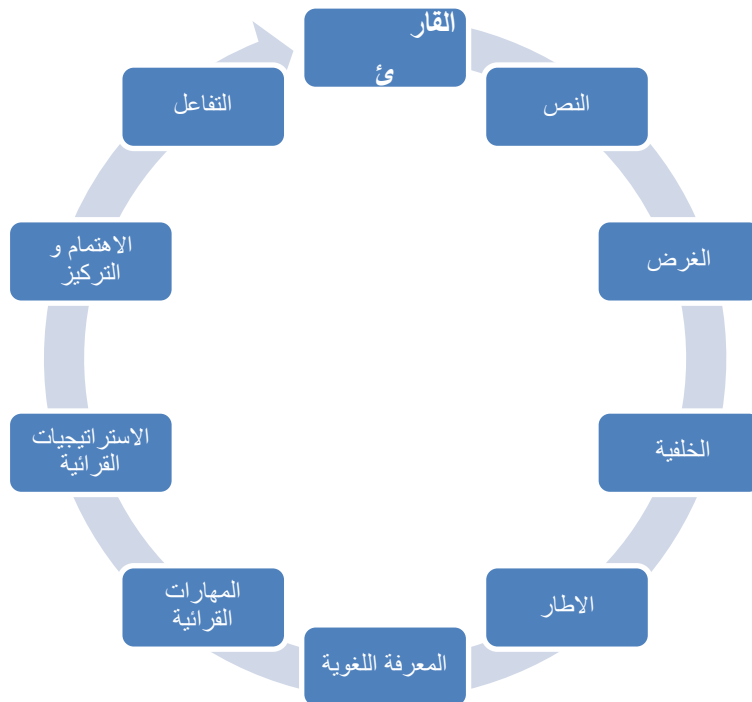 القار
ئ
النص
الغرض
الخلفية
الاطار
المعرفة اللغوية
المهارات
القرائية
الاستراتيجيات
القرائية
الاهتمام و
التركيز
التفاعل